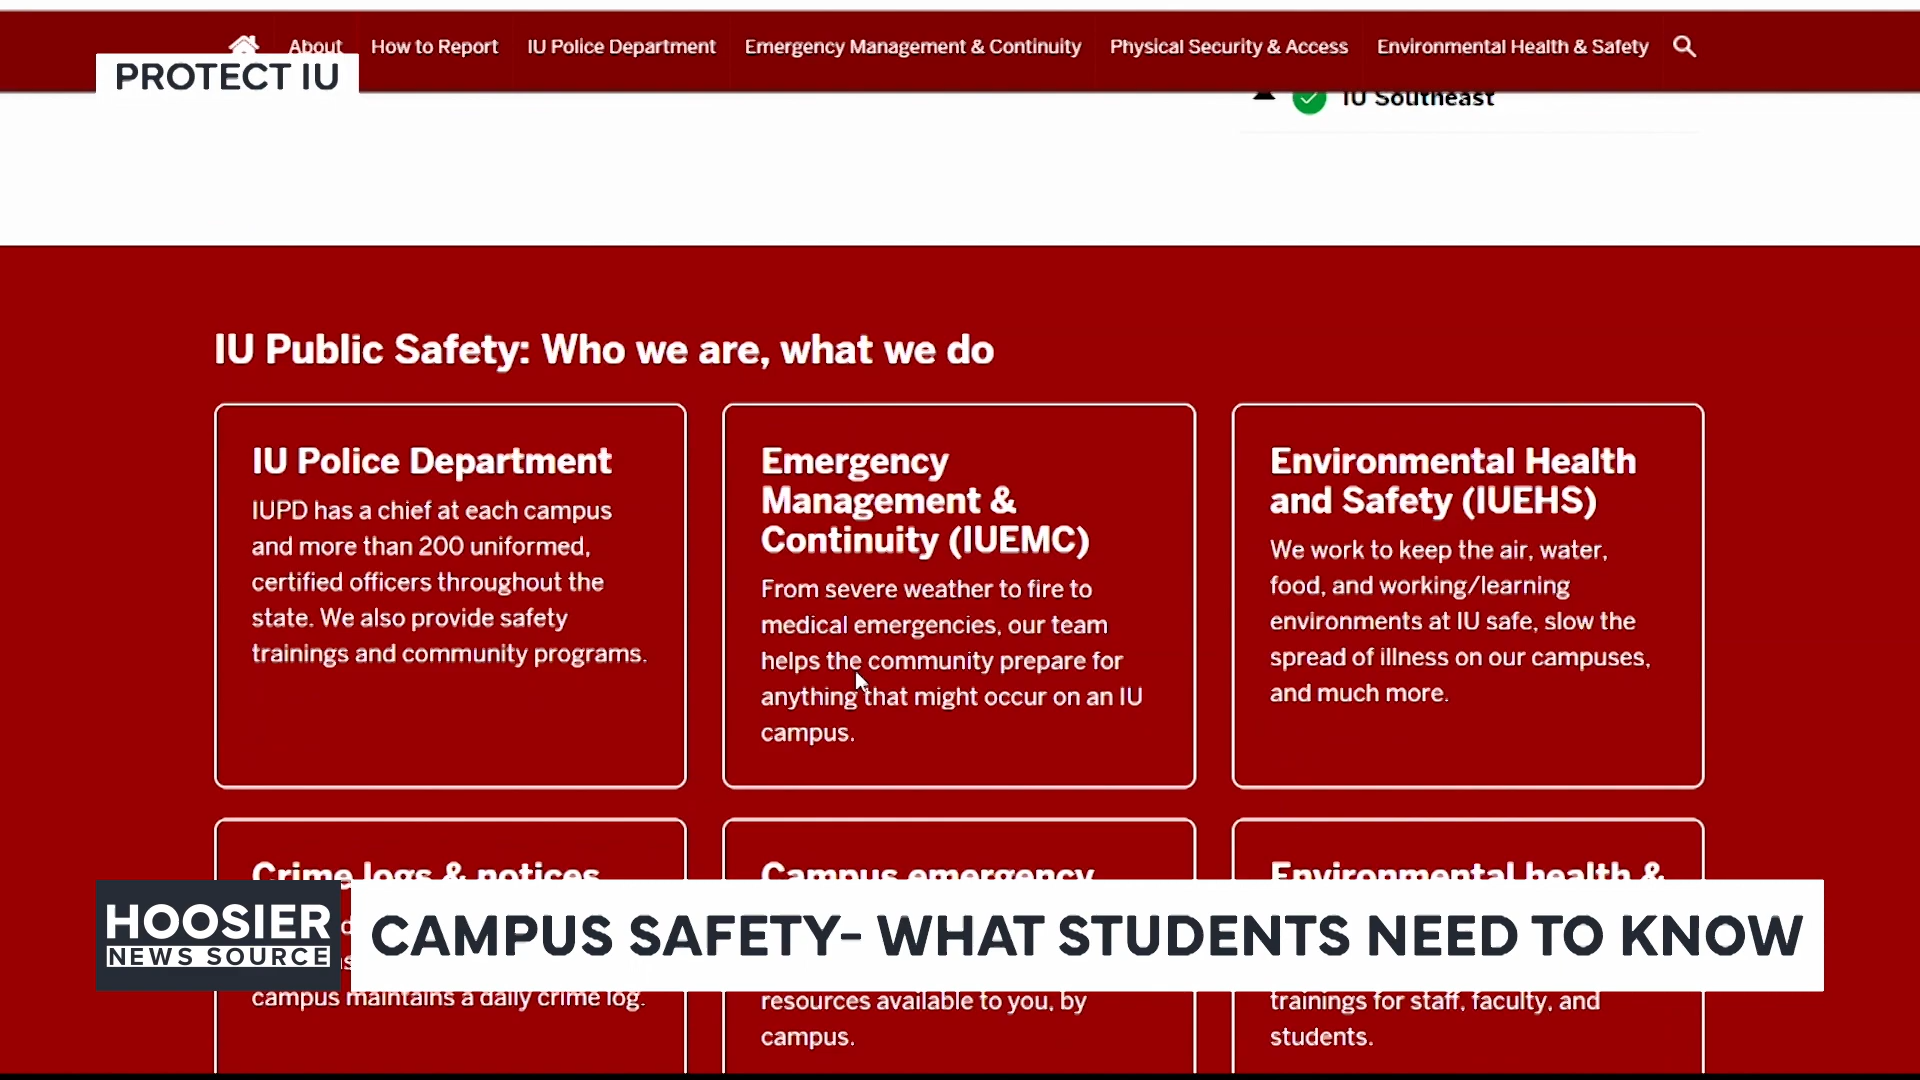 About
How to Report
IU Police Department
Emergency Management & Continuity
Physical Security & Access
Environmental Health & Safety
PROTECT IU
IU Southeast
IU Public Safety: Who we are, what we do
IU Police Department
IUPD has a chief at each campus
and more than 200 uniformed,
certified officers throughout the
state. We also provide safety
trainings and community programs.
Emergency
Management &
Continuity (IUEMC)
From severe weather to fire to
medical emergencies, our team
helps the community prepare for
anything that might occur on an IU
campus.
Environmental Health
and Safety (IUEHS)
We work to keep the air, water,
food, and working/learning
environments at IU safe, slow the
spread of illness on our campuses,
and much more.
Crime logs & notices
campus maintains a daily crime log.
Campus emergency
resources available to you, by
campus.
Environmental health &
trainings for staff, faculty, and
students.
HOOSIER
NEWS SOURCE
CAMPUS SAFETY- WHAT STUDENTS NEED TO KNOW